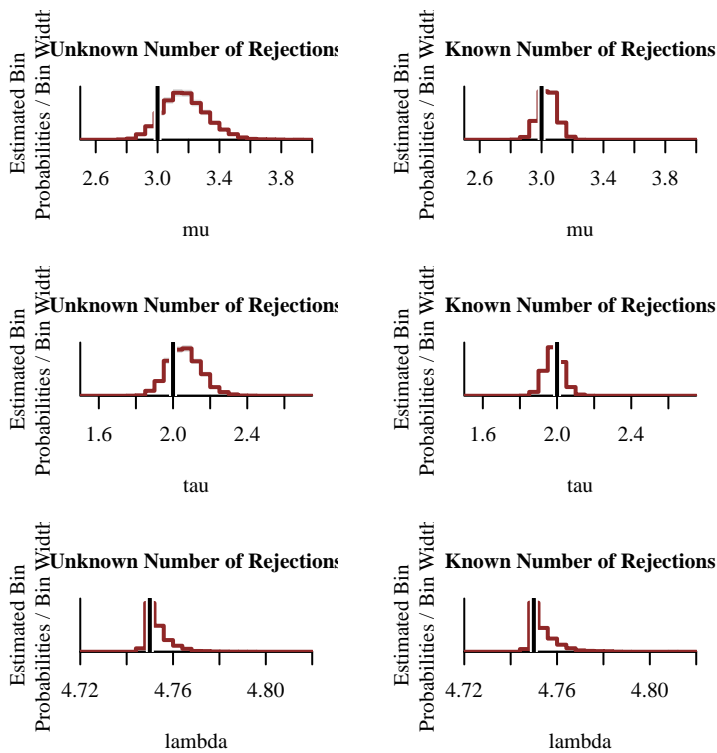 Unknown Number of Rejections
Estimated Bin
Probabilities / Bin Width
2.6 3.0 3.4 3.8
mu
Known Number of Rejections
Estimated Bin
Probabilities / Bin Width
2.6 3.0 3.4 3.8
mu
Unknown Number of Rejections
Estimated Bin
Probabilities / Bin Width
1.6 2.0 2.4
tau
Known Number of Rejections
Estimated Bin
Probabilities / Bin Width
1.6 2.0 2.4
tau
Unknown Number of Rejections
Estimated Bin
Probabilities / Bin Width
4.72 4.76 4.80
lambda
Known Number of Rejections
Estimated Bin
Probabilities / Bin Width
4.72 4.76 4.80
lambda